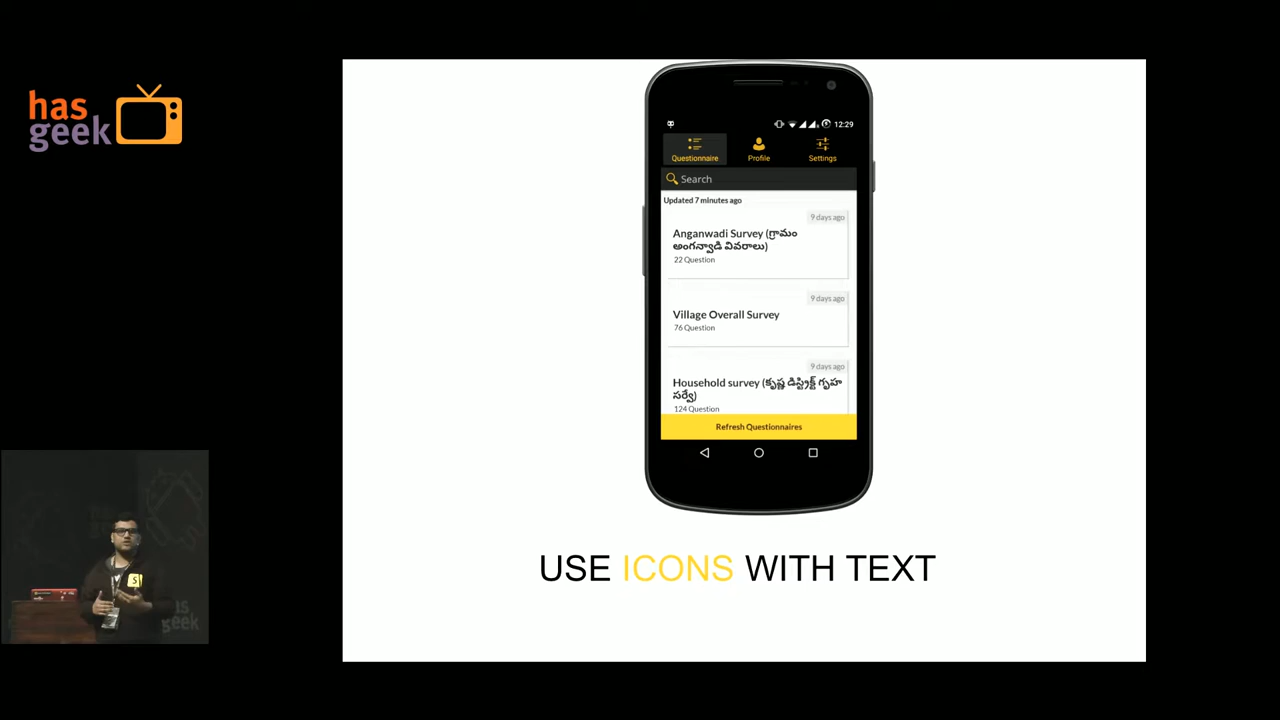 has
geek
12:29
Questionnaire
Profile
Settings
Search
Updated 7 minutes ago
9 days ago
Anganwadi Survey (గ్రామం
అంగన్వాడి వివరాలు)
22 Question
9 days ago
Village Overall Survey
76 Question
9 days ago
Household survey (కృష్ణ డిస్ట్రిక్ట్ గృహ
సర్వే)
124 Question
Refresh Questionnaires
USE ICONS WITH TEXT
S
geek